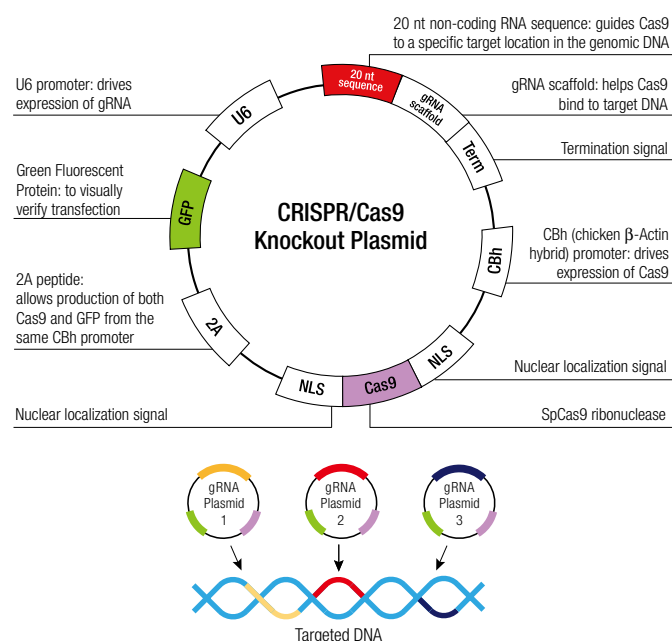 20 nt non-coding RNA sequence: guides Cas9
to a specific target location in the genomic DNA
U6 promoter: drives
expression of gRNA
gRNA scaffold: helps Cas9
bind to target DNA
Termination signal
Green Fluorescent
Protein: to visually
verify transfection
CBh (chicken β-Actin
hybrid) promoter: drives
expression of Cas9
2A peptide:
allows production of both
Cas9 and GFP from the
same CBh promoter
Nuclear localization signal
Nuclear localization signal
SpCas9 ribonuclease
20 nt
sequence
gRNA
scaffold
Term
CBh
NLS
Cas9
NLS
2A
GFP
U6
CRISPR/Cas9
Knockout Plasmid
gRNA
Plasmid
1
gRNA
Plasmid
2
gRNA
Plasmid
3
Targeted DNA